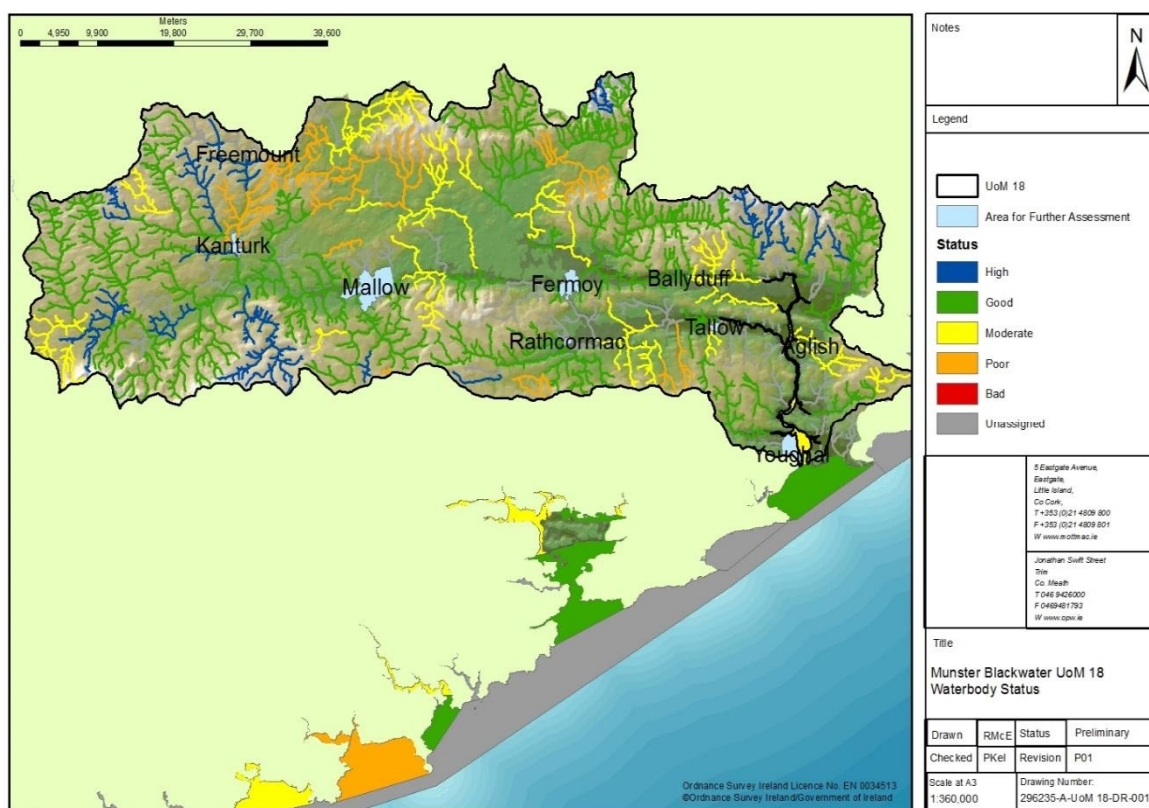 Meters
0 4,950 9,900 19,800 29,700 39,600
Freemount
Kanturk
Mallow
Fermoy
Ballyduff
Rathcormac
Tallow
Aglish
Youghal
Ordnance Survey Ireland Licence No. EN 0034513
©Ordnance Survey Ireland/Government of Ireland
Notes
N
Legend
UoM 18
Area for Further Assessment
Status
High
Good
Moderate
Poor
Bad
Unassigned
5 Eastgate Avenue,
Eastgate,
Little Island,
Co Cork,
T +353 (0)21 4809 800
F +353 (0)21 4809 801
W www.mottmac.ie
Jonathan Swift Street
Trim
Co. Meath
T 046 9426000
F 0469481793
W www.opw.ie
Title
Munster Blackwater UoM 18
Waterbody Status
Drawn RMcE Status Preliminary
Checked PKel Revision P01
Scale at A3 Drawing Number:
1:360,000 296235-A-UoM 18-DR-001